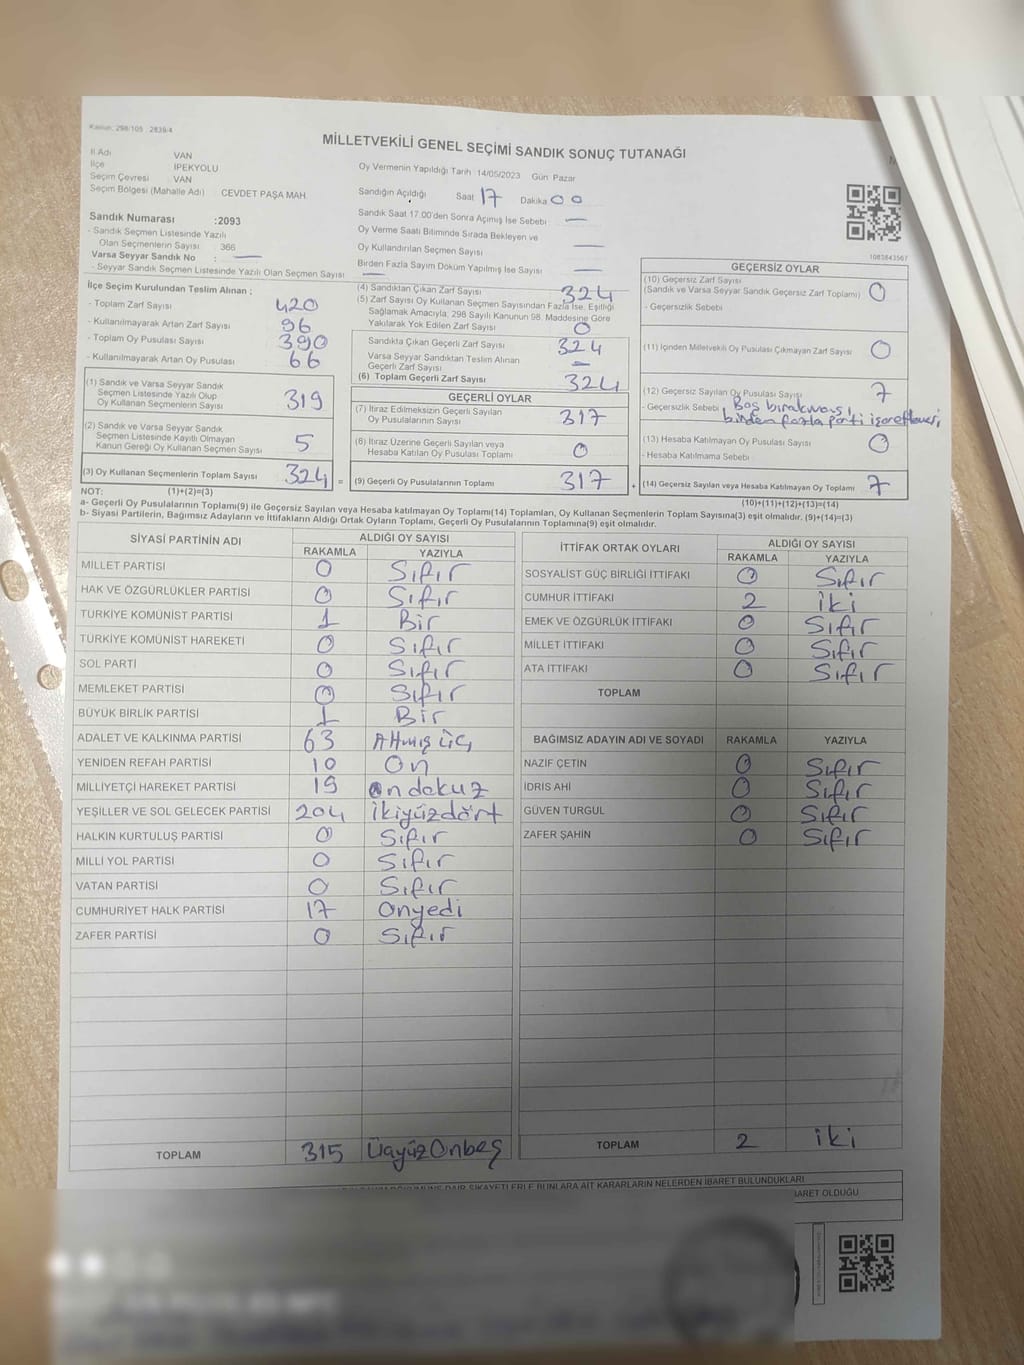 Kanun: 298/105 2839/4
MİLLETVEKİLİ GENEL SEÇİMİ SANDIK SONUÇ TUTANAĞI
İl Adı VAN
İlçe İPEKYOLU
Seçim Çevresi VAN
Seçim Bölgesi (Mahalle Adı) CEVDET PAŞA MAH.
Sandık Numarası :2093
- Sandık Seçmen Listesinde Yazılı
Olan Seçmenlerin Sayısı : 366
Varsa Seyyar Sandık No : —
- Seyyar Sandık Seçmen Listesinde Yazılı Olan Seçmen Sayısı : —
Oy Vermenin Yapıldığı Tarih 14/05/2023 Gün Pazar
Sandığın Açıldığı Saat 17 Dakika 00
Sandık Saat 17:00'den Sonra Açılmış İse Sebebi —
Oy Verme Saati Bitiminde Sırada Bekleyen ve
Oy Kullandırılan Seçmen Sayısı —
Birden Fazla Sayım Döküm Yapılmış İse Sayısı —
1083843567
İlçe Seçim Kurulundan Teslim Alınan ;
- Toplam Zarf Sayısı 420
- Kullanılmayarak Artan Zarf Sayısı 96
- Toplam Oy Pusulası Sayısı 390
- Kullanılmayarak Artan Oy Pusulası 66
(1) Sandık ve Varsa Seyyar Sandık
Seçmen Listesinde Yazılı Olup
Oy Kullanan Seçmenlerin Sayısı 319
(2) Sandık ve Varsa Seyyar Sandık
Seçmen Listesinde Kayıtlı Olmayan
Kanun Gereği Oy Kullanan Seçmen Sayısı 5
(3) Oy Kullanan Seçmenlerin Toplam Sayısı 324 =
(1)+(2)=(3)
(4) Sandıktan Çıkan Zarf Sayısı 324
(5) Zarf Sayısı Oy Kullanan Seçmen Sayısından Fazla İse, Eşitliği
Sağlamak Amacıyla, 298 Sayılı Kanunun 98. Maddesine Göre
Yakılarak Yok Edilen Zarf Sayısı 0
Sandıkta Çıkan Geçerli Zarf Sayısı 324
Varsa Seyyar Sandıktan Teslim Alınan
Geçerli Zarf Sayısı —
(6) Toplam Geçerli Zarf Sayısı 324
GEÇERLİ OYLAR
(7) İtiraz Edilmeksizin Geçerli Sayılan
Oy Pusulalarının Sayısı 317
(8) İtiraz Üzerine Geçerli Sayılan veya
Hesaba Katılan Oy Pusulası Toplamı 0
(9) Geçerli Oy Pusulalarının Toplamı 317 +
GEÇERSİZ OYLAR
(10) Geçersiz Zarf Sayısı
(Sandık ve Varsa Seyyar Sandık Geçersiz Zarf Toplamı) 0
- Geçersizlik Sebebi
(11) İçinden Milletvekili Oy Pusulası Çıkmayan Zarf Sayısı 0
(12) Geçersiz Sayılan Oy Pusulası Sayısı 7
- Geçersizlik Sebebi Boş bırakması,
birden fazla parti işaretlemesi
(13) Hesaba Katılmayan Oy Pusulası Sayısı 0
- Hesaba Katılmama Sebebi
(14) Geçersiz Sayılan veya Hesaba Katılmayan Oy Toplamı 7
(10)+(11)+(12)+(13)=(14)
NOT:
a- Geçerli Oy Pusulaları Toplamı(9) ile Geçersiz Sayılan veya Hesaba katılmayan Oy Toplamı(14) Toplamları, Oy Kullanan Seçmenlerin Toplam Sayısına(3) eşit olmalıdır. (9)+(14)=(3)
b- Siyasi Partilerin, Bağımsız Adayların ve İttifakların Aldığı Ortak Oyların Toplamı, Geçerli Oy Pusulalarının Toplamına(9) eşit olmalıdır.
SİYASİ PARTİNİN ADI ALDIĞI OY SAYISI
RAKAMLA YAZIYLA
MİLLET PARTİSİ 0 Sıfır
HAK VE ÖZGÜRLÜKLER PARTİSİ 0 Sıfır
TÜRKİYE KOMÜNİST PARTİSİ 1 Bir
TÜRKİYE KOMÜNİST HAREKETİ 0 Sıfır
SOL PARTİ 0 Sıfır
MEMLEKET PARTİSİ 0 Sıfır
BÜYÜK BİRLİK PARTİSİ 1 Bir
ADALET VE KALKINMA PARTİSİ 63 Altmış üç
YENİDEN REFAH PARTİSİ 10 On
MİLLİYETÇİ HAREKET PARTİSİ 19 ondokuz
YEŞİLLER VE SOL GELECEK PARTİSİ 204 ikiyüzdört
HALKIN KURTULUŞ PARTİSİ 0 Sıfır
MİLLİ YOL PARTİSİ 0 Sıfır
VATAN PARTİSİ 0 Sıfır
CUMHURİYET HALK PARTİSİ 17 Onyedi
ZAFER PARTİSİ 0 Sıfır
TOPLAM 315 ÜçyüzOnbeş
İTTİFAK ORTAK OYLARI ALDIĞI OY SAYISI
RAKAMLA YAZIYLA
SOSYALİST GÜÇ BİRLİĞİ İTTİFAKI 0 Sıfır
CUMHUR İTTİFAKI 2 iki
EMEK VE ÖZGÜRLÜK İTTİFAKI 0 Sıfır
MİLLET İTTİFAKI 0 Sıfır
ATA İTTİFAKI 0 Sıfır
TOPLAM
BAĞIMSIZ ADAYIN ADI VE SOYADI RAKAMLA YAZIYLA
NAZİF ÇETİN 0 Sıfır
İDRİS AHİ 0 Sıfır
GÜVEN TURGUL 0 Sıfır
ZAFER ŞAHİN 0 Sıfır
TOPLAM 2 iki
DÖKÜMÜNE DAİR ŞİKAYETLERLE BUNLARA AİT KARARLARIN NELERDEN İBARET BULUNDUKLARI
İBARET OLDUĞU